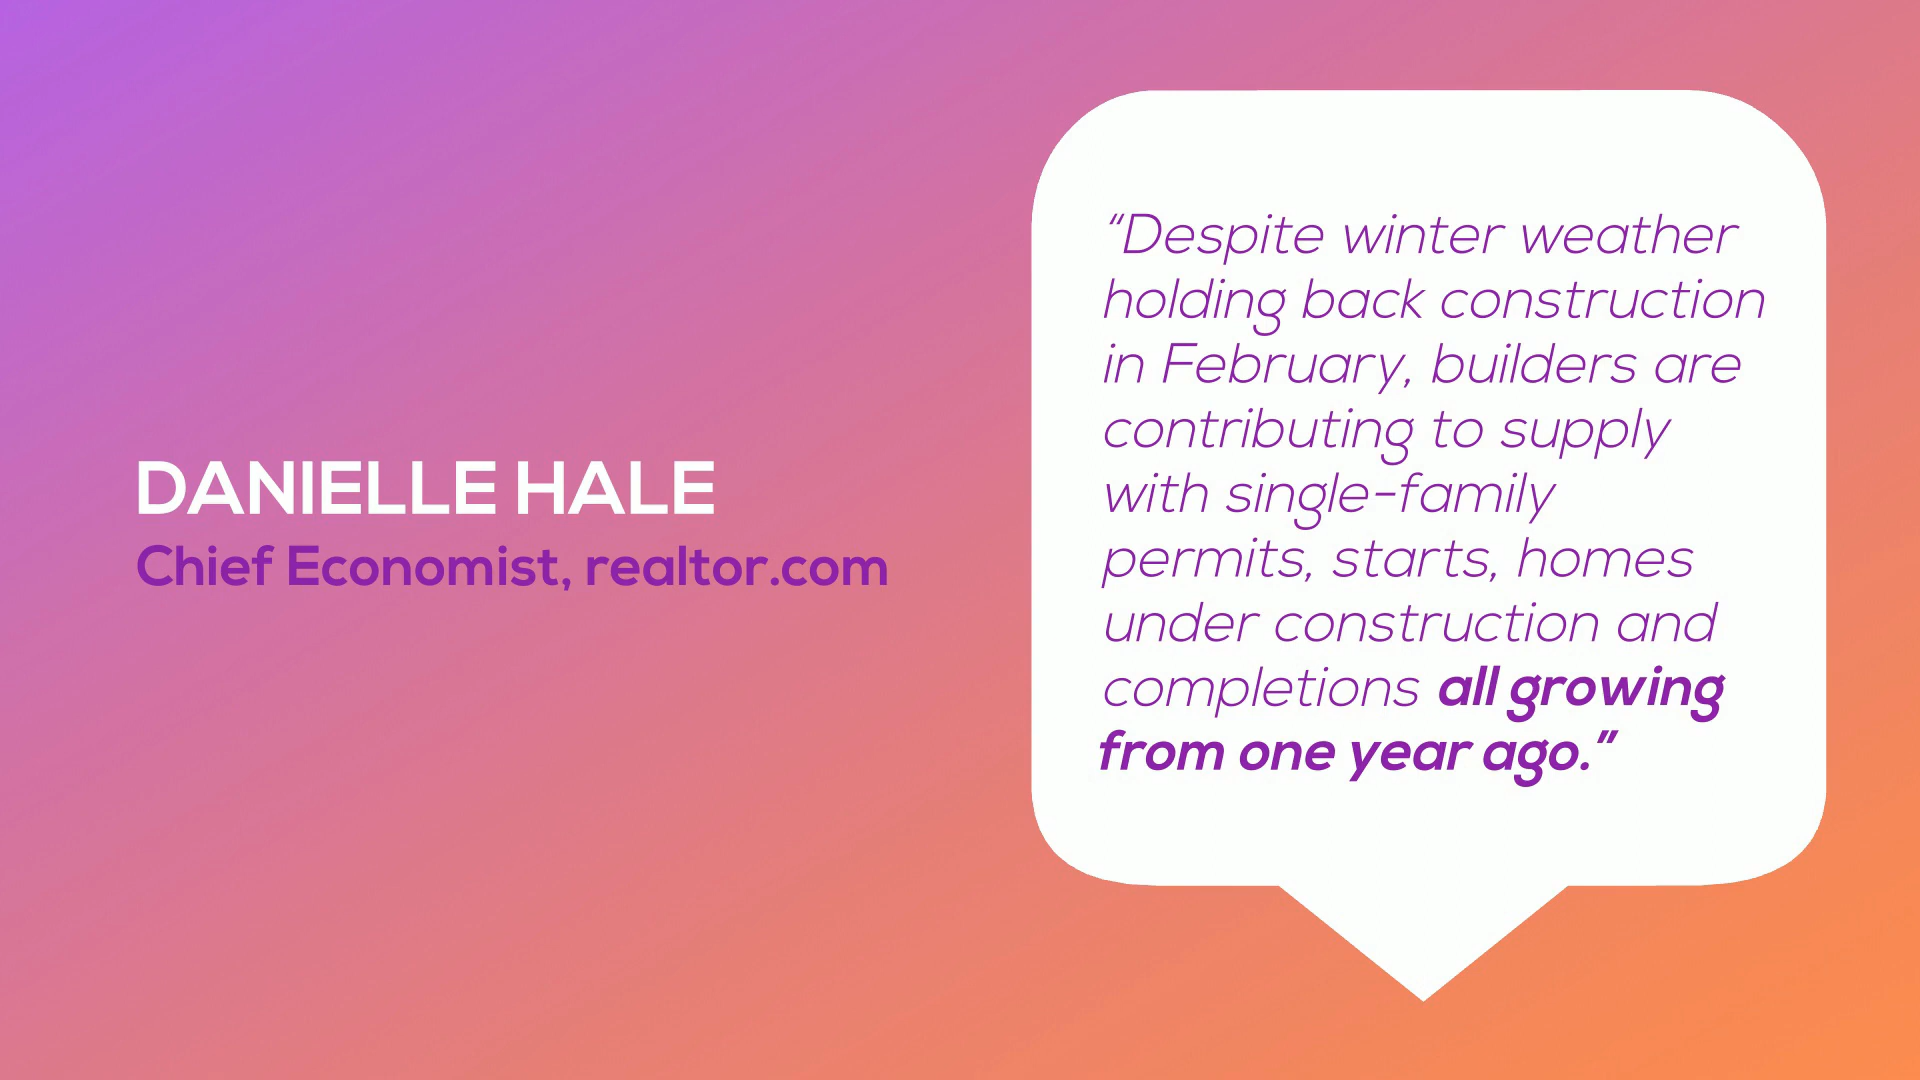 DANIELLE HALE
Chief Economist, realtor.com
“Despite winter weather
holding back construction
in February, builders are
contributing to supply
with single-family
permits, starts, homes
under construction and
completions all growing
from one year ago.”